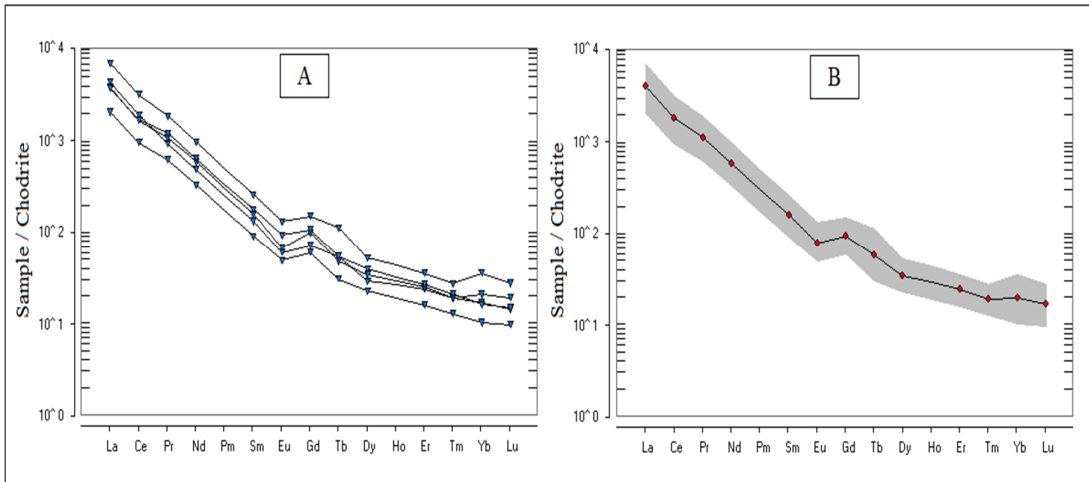 A
Sample / Chodrite
10^4
10^3
10^2
10^1
10^0
La Ce Pr Nd Pm Sm Eu Gd Tb Dy Ho Er Tm Yb Lu
B
Sample / Chodrite
10^4
10^3
10^2
10^1
10^0
La Ce Pr Nd Pm Sm Eu Gd Tb Dy Ho Er Tm Yb Lu